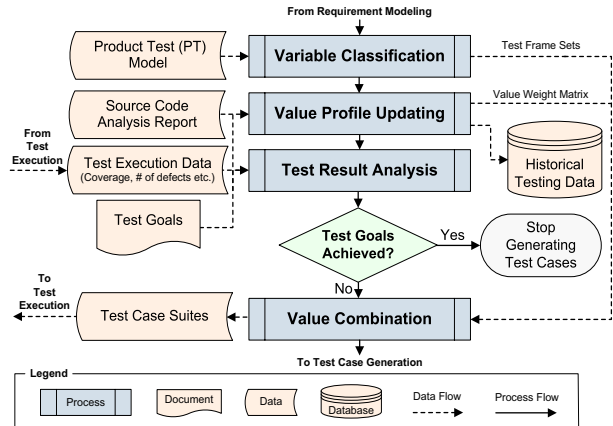 From Requirement Modeling
Product Test (PT)
Model
Variable Classification
Test Frame Sets
Source Code
Analysis Report
Value Profile Updating
Value Weight Matrix
From
Test
Execution
Test Execution Data
(Coverage, # of defects etc.)
Test Result Analysis
Historical
Testing Data
Test Goals
Test Goals
Achieved?
Yes
Stop
Generating
Test Cases
No
To
Test
Execution
Test Case Suites
Value Combination
To Test Case Generation
Legend
Process
Document
Data
Database
Data Flow
Process Flow